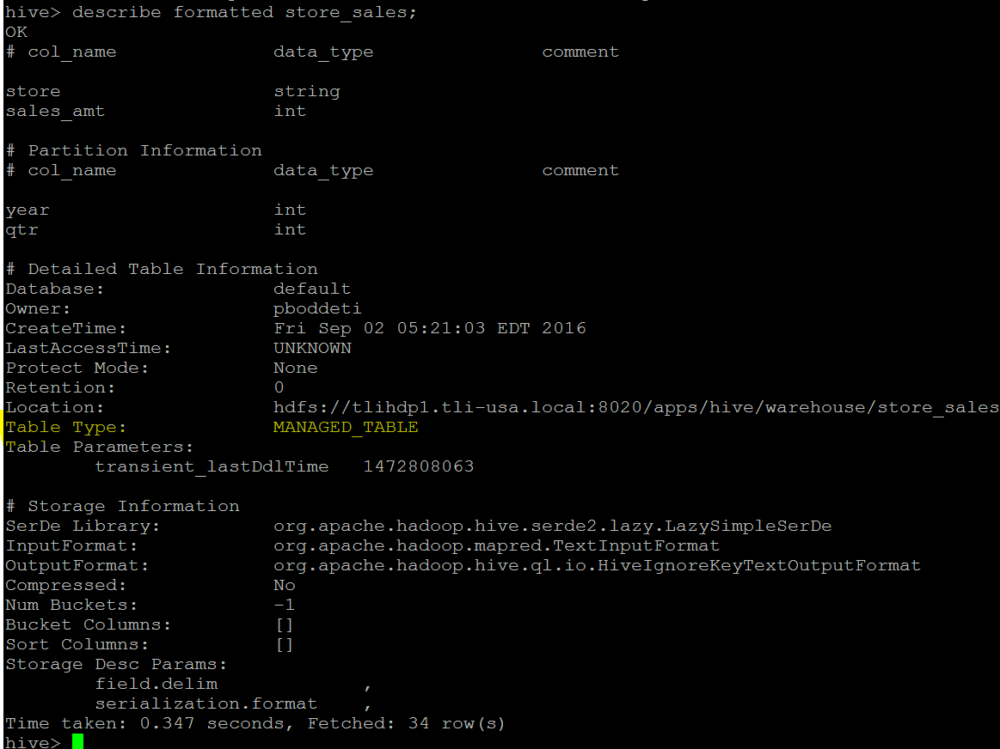 hive> describe formatted store_sales;
OK
# col_name data_type comment
store string
sales_amt int
# Partition Information
# col_name data_type comment
year int
qtr int
# Detailed Table Information
Database: default
Owner: pboddeti
CreateTime: Fri Sep 02 05:21:03 EDT 2016
LastAccessTime: UNKNOWN
Protect Mode: None
Retention: 0
Location: hdfs://tlihdp1.tli-usa.local:8020/apps/hive/warehouse/store_sales
Table Type: MANAGED_TABLE
Table Parameters:
transient_lastDdlTime 1472808063
# Storage Information
SerDe Library: org.apache.hadoop.hive.serde2.lazy.LazySimpleSerDe
InputFormat: org.apache.hadoop.mapred.TextInputFormat
OutputFormat: org.apache.hadoop.hive.ql.io.HiveIgnoreKeyTextOutputFormat
Compressed: No
Num Buckets: -1
Bucket Columns: []
Sort Columns: []
Storage Desc Params:
field.delim ,
serialization.format ,
Time taken: 0.347 seconds, Fetched: 34 row(s)
hive>